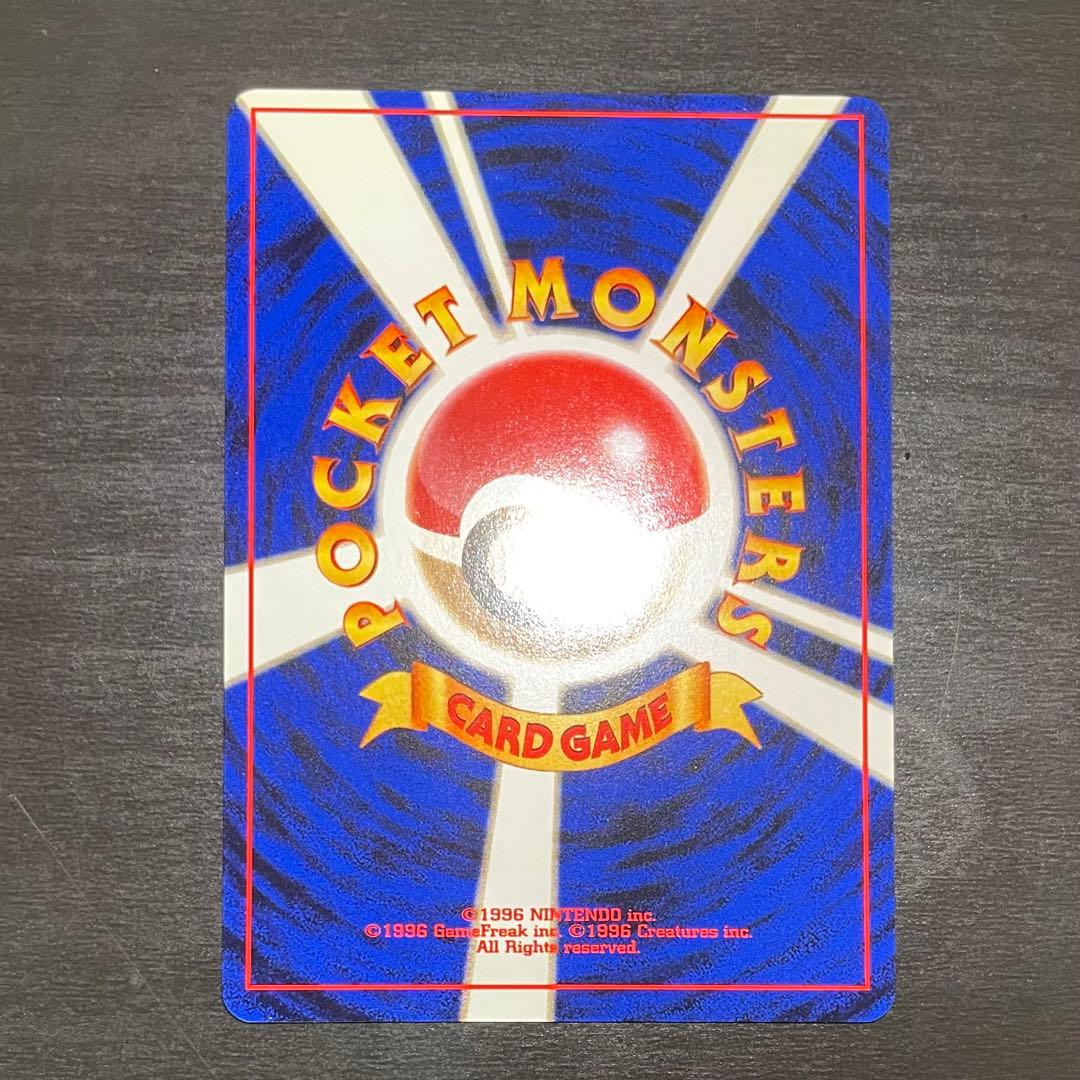 POCKET MONSTERS
CARD GAME
©1996 NINTENDO inc.
©1996 GameFreak inc. ©1996 Creatures inc.
All Rights reserved.